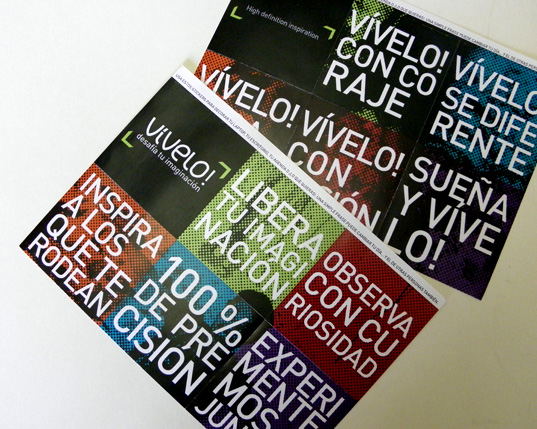 High definition inspiration
VÍVELO!
CON CO
RAJE
VÍVELO
SE DIFE
RENTE
VÍVELO!
VÍVELO!
CON
SUEÑA
Y VÍVE
LO!
vívelo!
desafía tu imaginación
LIBERA
TU IMAGI
NACIÓN
INSPIRA
A LOS
QUE TE
RODEAN
100%
DE PRE
CISIÓN
OBSERVA
CON CU
RIOSIDAD
EXPERI
MENTE
MOS
JUN